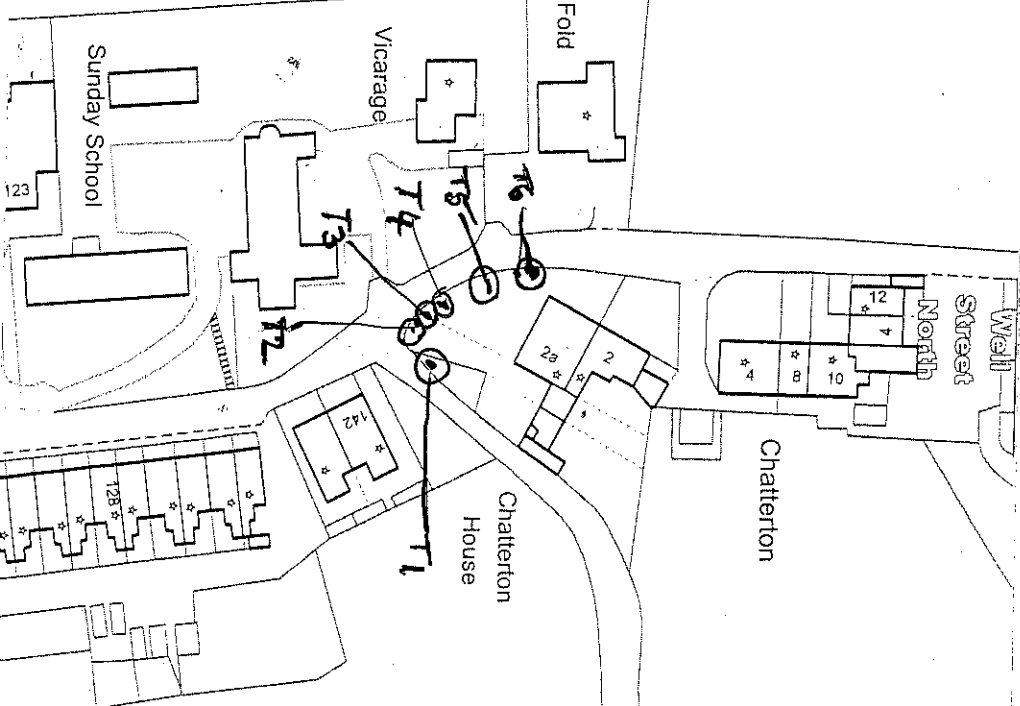 Fold
Vicarage
Sunday School
123
T6
T5
T4
T3
T2
T1
142
128
2a
2
12
4
4
8
10
Well
Street
North
Chatterton
Chatterton
House